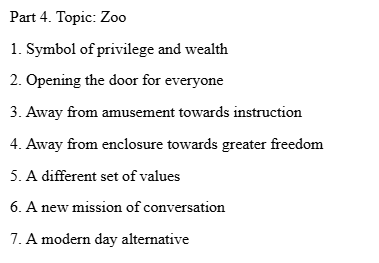 Part 4. Topic: Zoo
1. Symbol of privilege and wealth
2. Opening the door for everyone
3. Away from amusement towards instruction
4. Away from enclosure towards greater freedom
5. A different set of values
6. A new mission of conversation
7. A modern day alternative